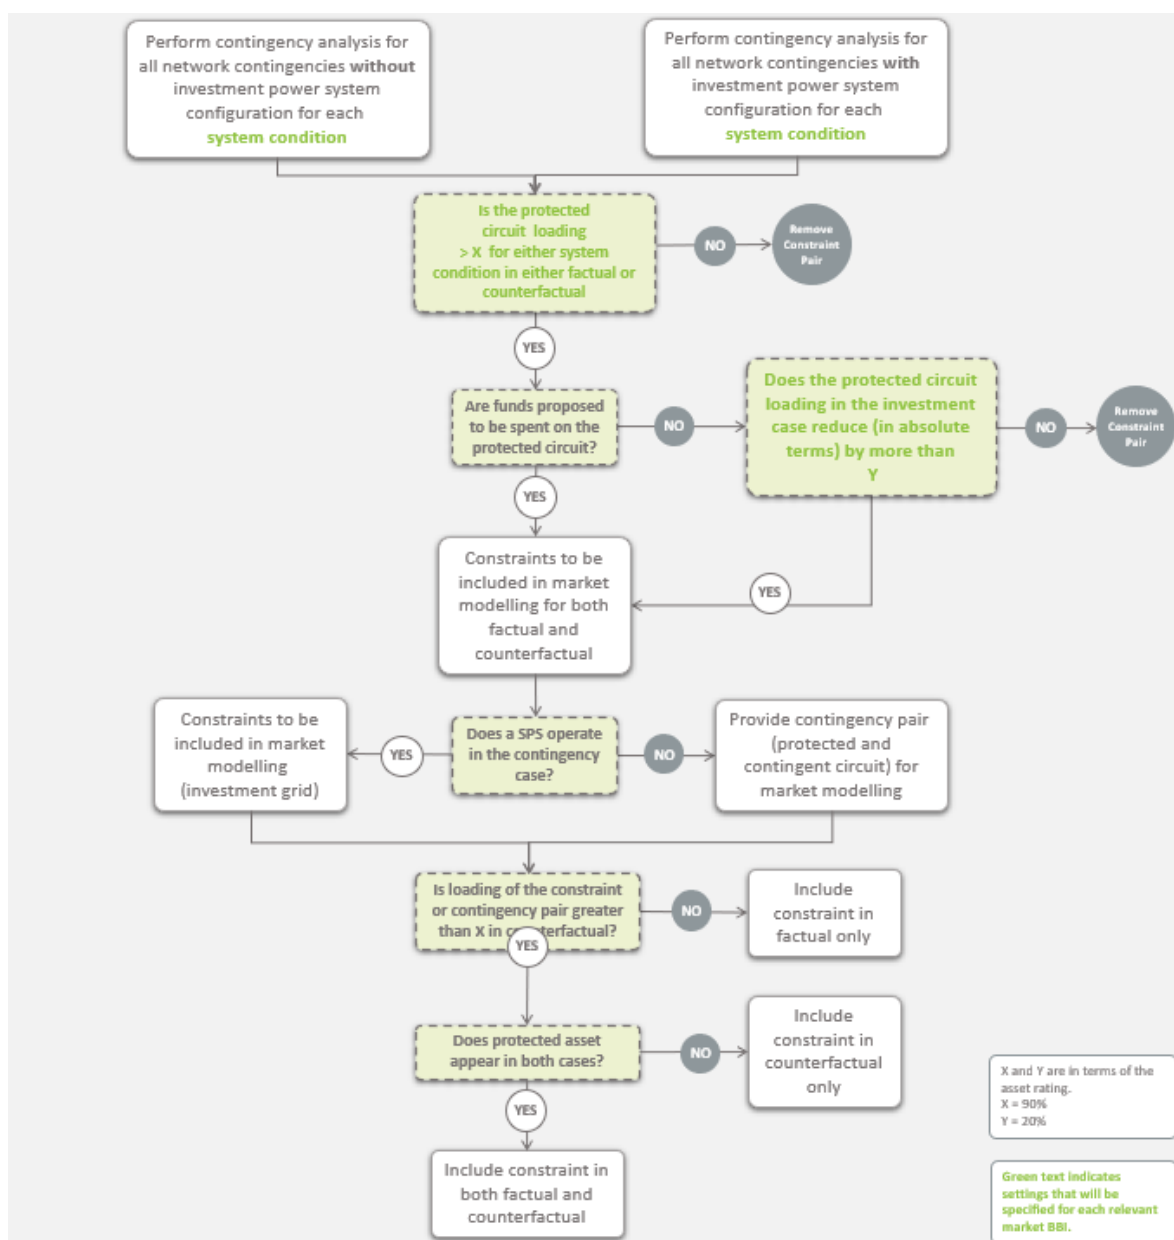 Perform contingency analysis for
all network contingencies without
investment power system
configuration for each
system condition
Perform contingency analysis for
all network contingencies with
investment power system
configuration for each
system condition
Is the protected
circuit loading
> X for either system
condition in either factual or
counterfactual
NO
Remove
Constraint
Pair
YES
Are funds proposed
to be spent on the
protected circuit?
NO
Does the protected circuit
loading in the investment
case reduce (in absolute
terms) by more than
Y
NO
Remove
Constraint
Pair
YES
YES
Constraints to be
included in market
modelling for both
factual and
counterfactual
Does a SPS operate
in the contingency
case?
YES
Constraints to be
included in market
modelling
(investment grid)
NO
Provide contingency pair
(protected and
contingent circuit) for
market modelling
Is loading of the constraint
or contingency pair greater
than X in counterfactual?
NO
Include
constraint in
factual only
YES
Does protected asset
appear in both cases?
NO
Include
constraint in
counterfactual
only
YES
Include constraint in
both factual and
counterfactual
X and Y are in terms of the
asset rating.
X = 90%
Y = 20%
Green text indicates
settings that will be
specified for each relevant
market BBI.